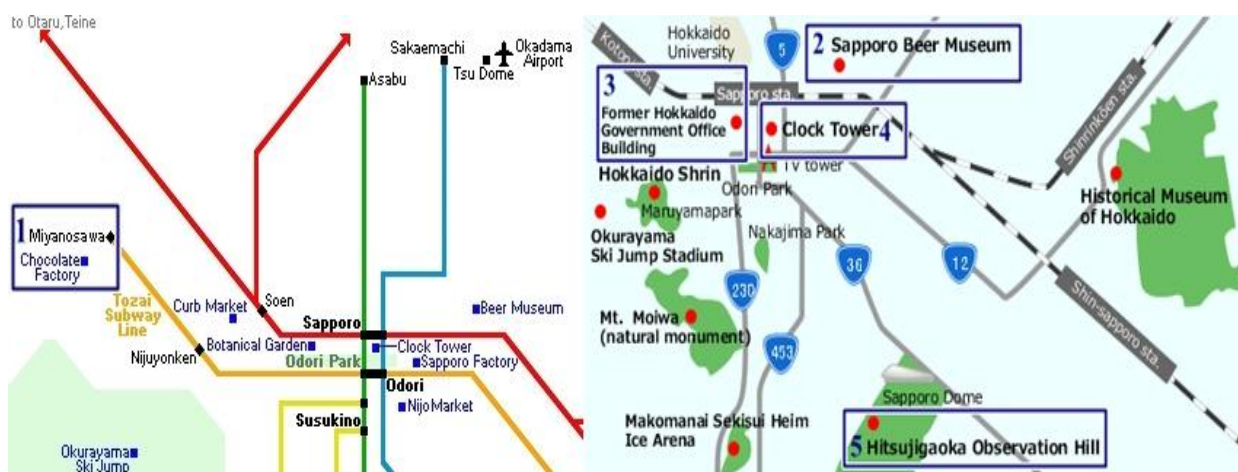 to Otaru, Teine
Sakaemachi
Okadama
Airport
Tsu Dome
Asabu
1
Miyanosawa
Chocolate
Factory
Tozai
Subway
Line
Curb Market
Soen
Beer Museum
Sapporo
Botanical Garden
Clock Tower
Nijuyonken
Odori Park
Sapporo Factory
Odori
Nijo Market
Susukino
Okurayama
Ski Jump
Hokkaido
University
5
2 Sapporo Beer Museum
3
Sapporo sta.
Former Hokkaido
Government Office
Building
Clock Tower 4
TV tower
Odori Park
Shinrinkōen sta.
Hokkaido Shrin
Maruyamapark
Historical Museum
of Hokkaido
Okurayama
Ski Jump Stadium
Nakajima Park
36
12
230
Shin-sapporo sta.
Mt. Moiwa
(natural monument)
453
Sapporo Dome
Makomanai Sekisui Heim
Ice Arena
5 Hitsujigaoka Observation Hill